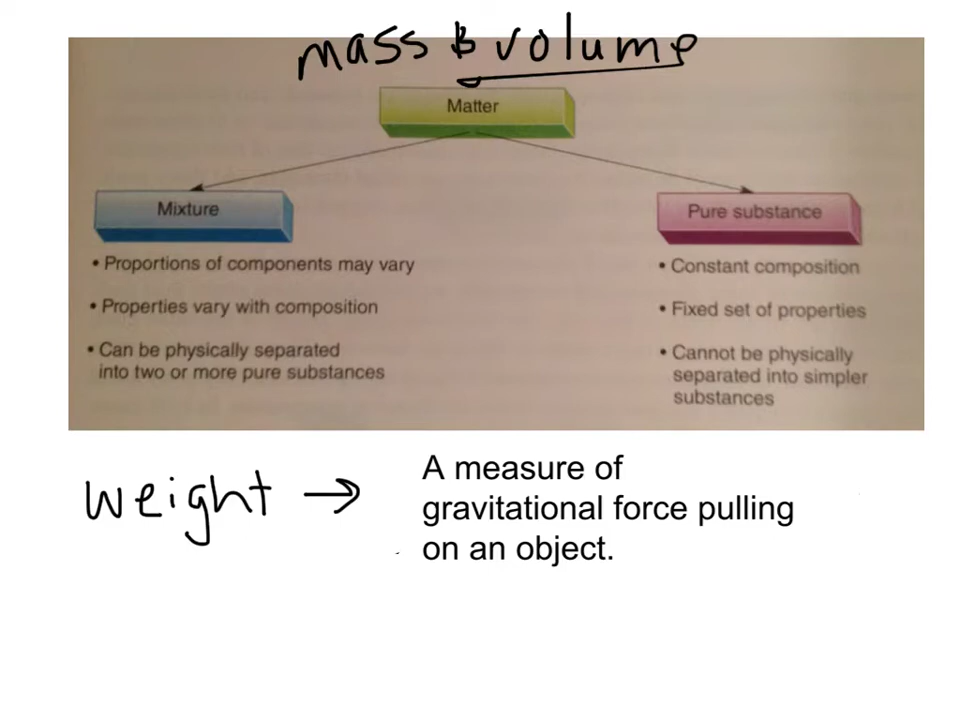 mass & volume
Matter
Mixture
Pure substance
• Proportions of components may vary
• Properties vary with composition
• Can be physically separated
into two or more pure substances
• Constant composition
• Fixed set of properties
• Cannot be physically
separated into simpler
substances
weight →
A measure of
gravitational force pulling
on an object.